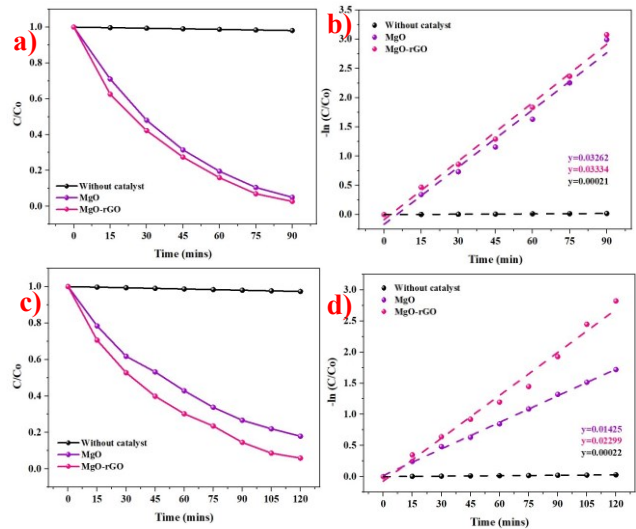 a)
1.0
0.8
0.6
0.4
0.2
0.0
C/Co
Without catalyst
MgO
MgO-rGO
0 15 30 45 60 75 90
Time (mins)
b)
Without catalyst
MgO
MgO-rGO
3.5
3.0
2.5
2.0
1.5
1.0
0.5
0.0
-ln (C/Co)
y=0.03262
y=0.03334
y=0.00021
0 15 30 45 60 75 90
Time (min)
c)
1.0
0.8
0.6
0.4
0.2
0.0
C/Co
Without catalyst
MgO
MgO-rGO
0 15 30 45 60 75 90 105 120
Time (mins)
d)
Without catalyst
MgO
MgO-rGO
3.0
2.5
2.0
1.5
1.0
0.5
0.0
-ln (C/Co)
y=0.01425
y=0.02299
y=0.00022
0 15 30 45 60 75 90 105 120
Time (mins)